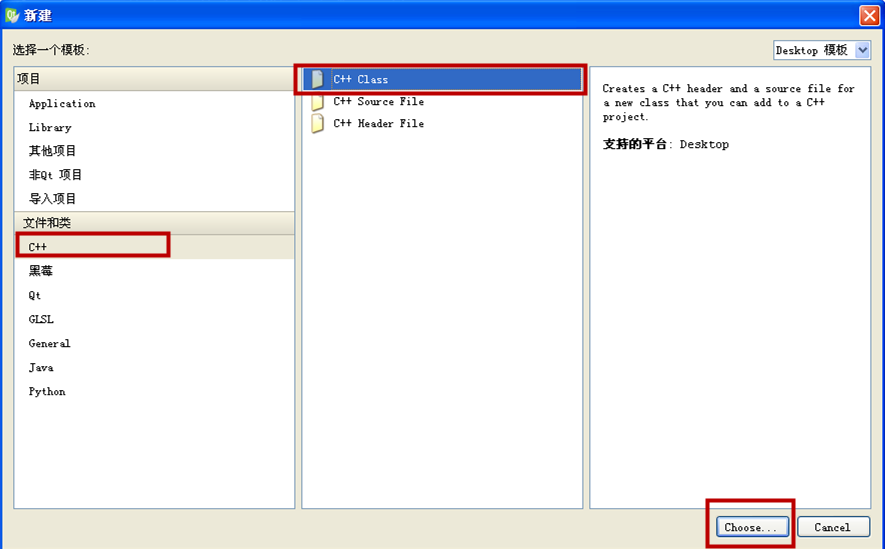 新建
选择一个模板:
Desktop 模板
项目
Application
Library
其他项目
非Qt 项目
导入项目
文件和类
C++
黑莓
Qt
GLSL
General
Java
Python
C++ Class
C++ Source File
C++ Header File
Creates a C++ header and a source file for
a new class that you can add to a C++
project.
支持的平台: Desktop
Choose...
Cancel